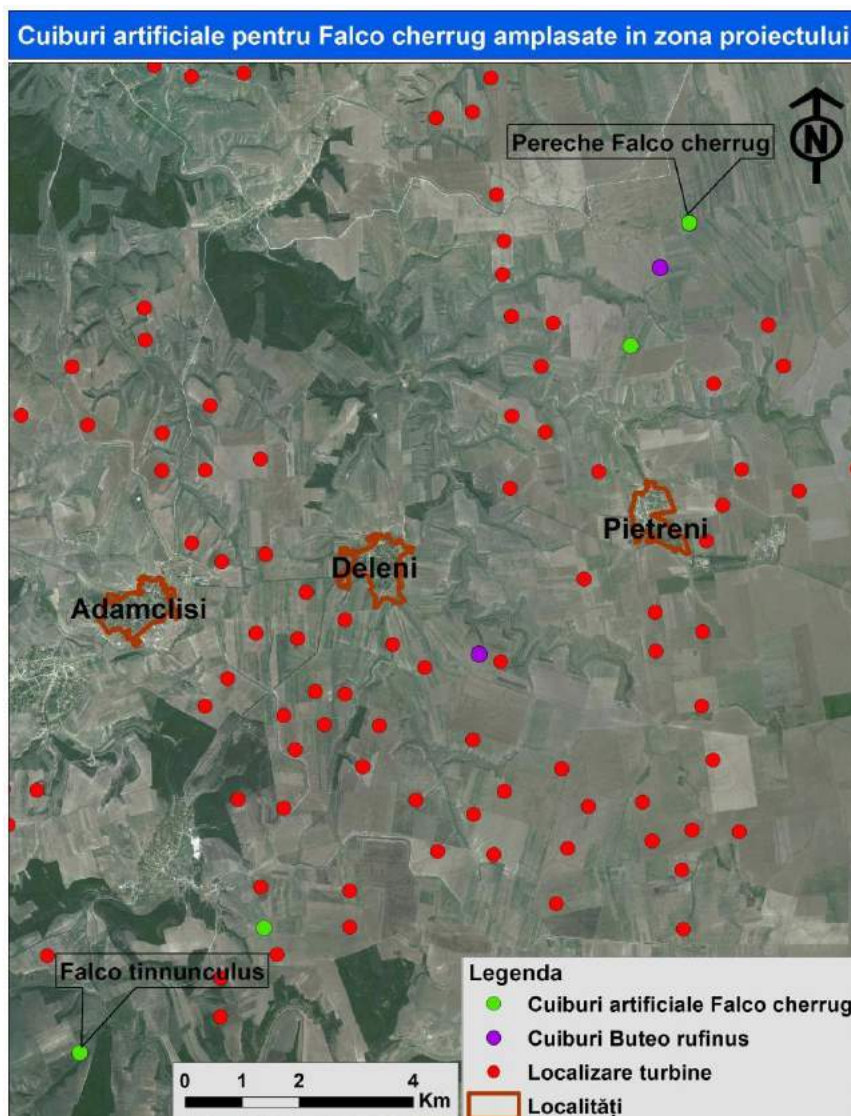 Cuiburi artificiale pentru Falco cherrug amplasate in zona proiectului
Pereche Falco cherrug
N
Pietreni
Deleni
Adamclisi
Falco tinnunculus
Legenda
Cuiburi artificiale Falco cherrug
Cuiburi Buteo rufinus
Localizare turbine
Localități
0 1 2 4
Km